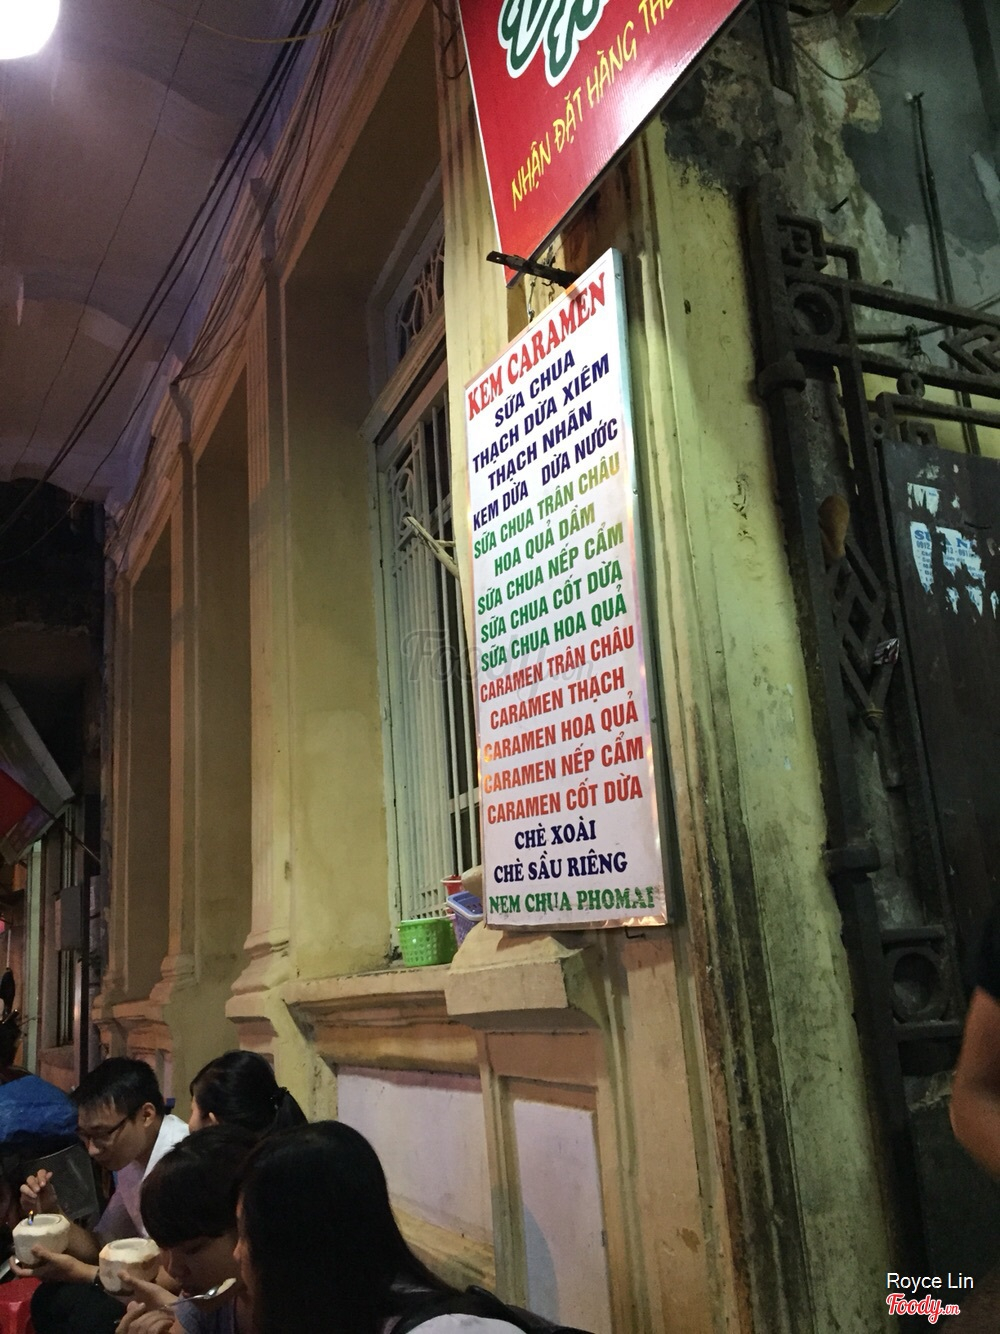 NHẬN ĐẶT HÀNG
KEM CARAMEN
SỮA CHUA
THẠCH DỪA XIÊM
THẠCH NHÃN
KEM DỪA DỪA NƯỚC
SỮA CHUA TRÂN CHÂU
HOA QUẢ DẦM
SỮA CHUA NẾP CẨM
SỮA CHUA CỐT DỪA
SỮA CHUA HOA QUẢ
CARAMEN TRÂN CHÂU
CARAMEN THẠCH
CARAMEN HOA QUẢ
CARAMEN NẾP CẨM
CARAMEN CỐT DỪA
CHÈ XOÀI
CHÈ SẦU RIÊNG
NEM CHUA PHOMAI
Foody.vn
Royce Lin
Foody.vn